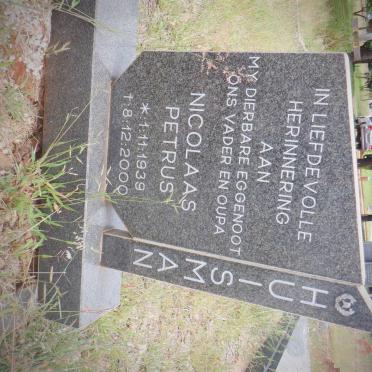 HUISMAN
IN LIEFDEVOLLE
HERINNERING
AAN
MY DIERBARE EGGENOOT
ONS VADER EN OUPA
NICOLAAS
PETRUS
*:1.11.1939
†:8.12.2000